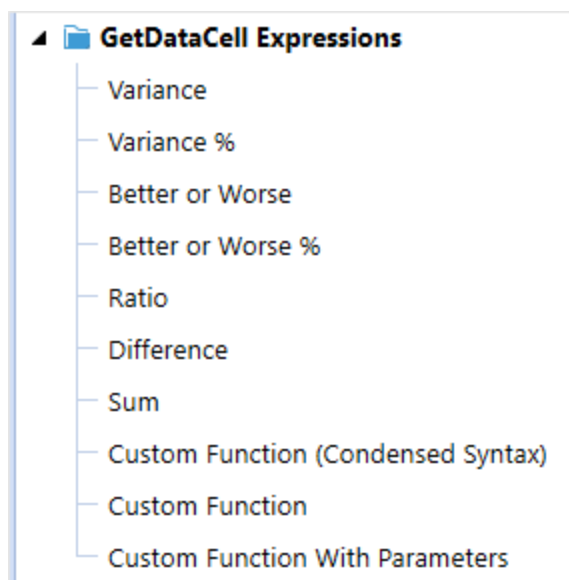 GetDataCell Expressions
Variance
Variance %
Better or Worse
Better or Worse %
Ratio
Difference
Sum
Custom Function (Condensed Syntax)
Custom Function
Custom Function With Parameters